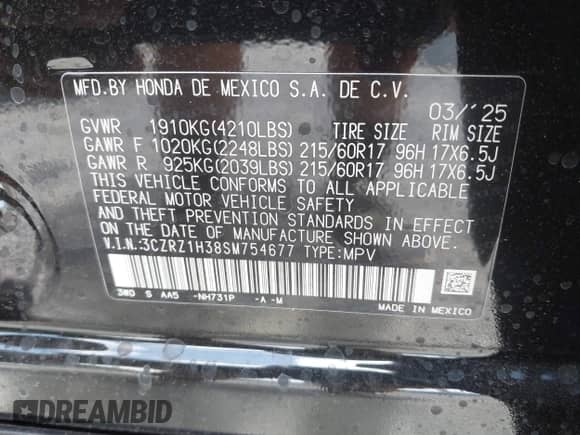 MFD.BY HONDA DE MEXICO S.A. DE C.V.
03/'25
GVWR 1910KG(4210LBS) TIRE SIZE RIM SIZE
GAWR F 1020KG(2248LBS) 215/60R17 96H 17X6.5J
GAWR R 925KG(2039LBS) 215/60R17 96H 17X6.5J
THIS VEHICLE CONFORMS TO ALL APPLICABLE
FEDERAL MOTOR VEHICLE SAFETY
AND THEFT PREVENTION STANDARDS IN EFFECT
ON THE DATE OF MANUFACTURE SHOWN ABOVE.
V.I.N.:3CZRZ1H38SM754677 TYPE:MPV
3W0 S AA5 -NH731P -A -M
MADE IN MEXICO
DREAMBID